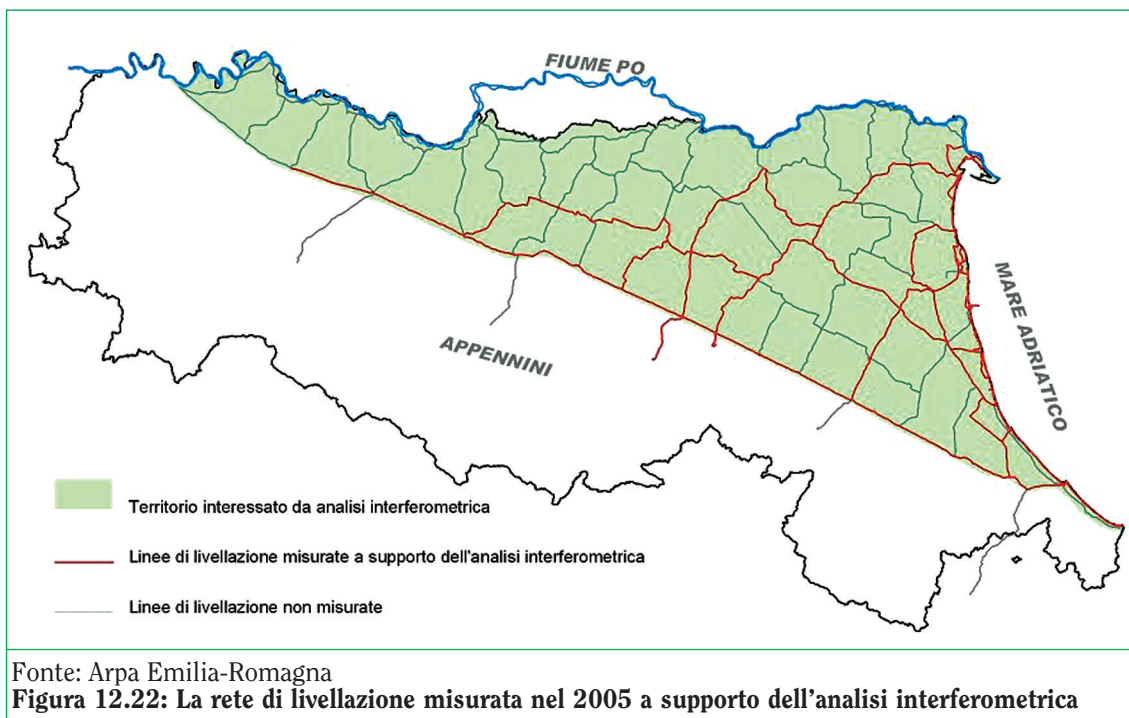 FIUME PO
MARE ADRIATICO
APPENNINI
Territorio interessato da analisi interferometrica
Linee di livellazione misurate a supporto dell'analisi interferometrica
Linee di livellazione non misurate
Fonte: Arpa Emilia-Romagna
Figura 12.22: La rete di livellazione misurata nel 2005 a supporto dell’analisi interferometrica